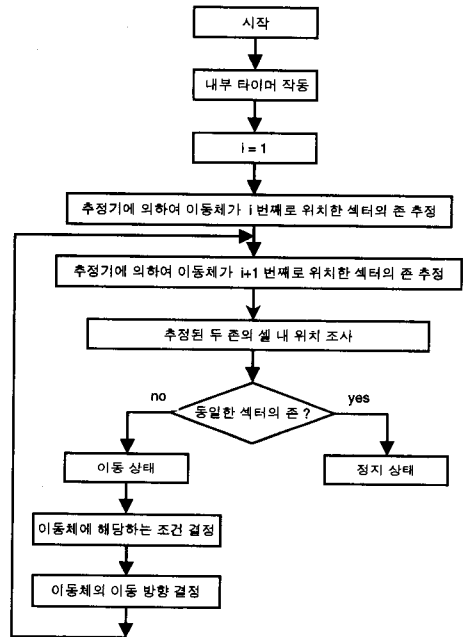 시작
내부 타이머 작동
i = 1
추정기에 의하여 이동체가 i 번째로 위치한 섹터의 존 추정
추정기에 의하여 이동체가 i+1 번째로 위치한 섹터의 존 추정
추정된 두 존의 셀 내 위치 조사
no
동일한 섹터의 존 ?
yes
이동 상태
정지 상태
이동체에 해당하는 조건 결정
이동체의 이동 방향 결정